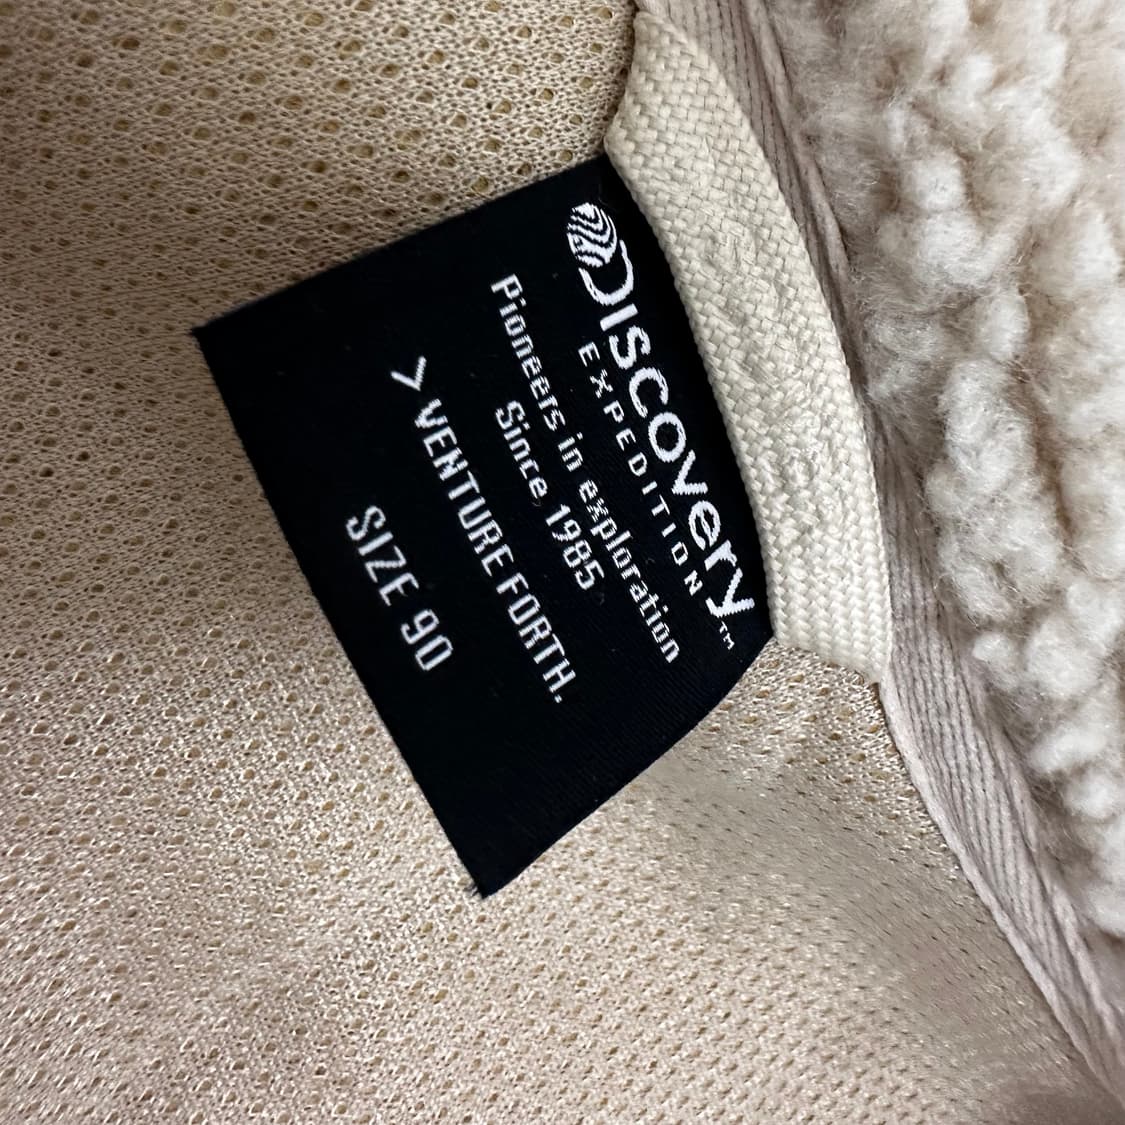 Discovery™
EXPEDITION
Pioneers in exploration
Since 1985
> VENTURE FORTH.
SIZE 90